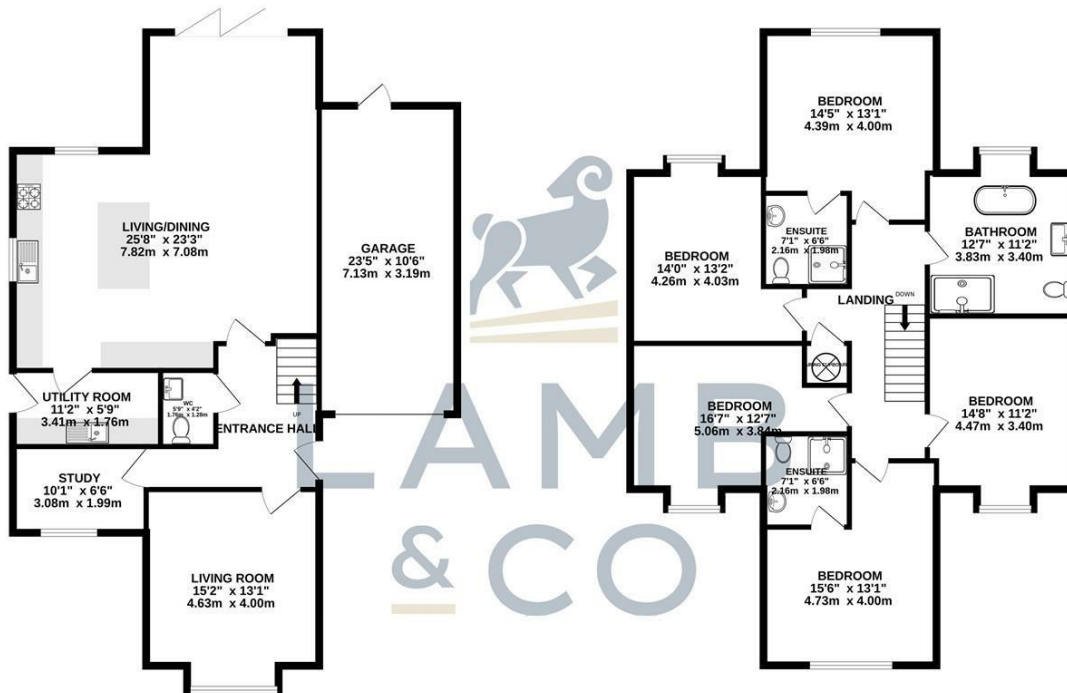 LIVING/DINING
25'8" x 23'3"
7.82m x 7.08m
GARAGE
23'5" x 10'6"
7.13m x 3.19m
UTILITY ROOM
11'2" x 5'9"
3.41m x 1.76m
WC
5'9" x 4'2"
1.76m x 1.28m
UP
ENTRANCE HALL
STUDY
10'1" x 6'6"
3.08m x 1.99m
LIVING ROOM
15'2" x 13'1"
4.63m x 4.00m
BEDROOM
14'5" x 13'1"
4.39m x 4.00m
ENSUITE
7'1" x 6'6"
2.16m x 1.98m
BATHROOM
12'7" x 11'2"
3.83m x 3.40m
BEDROOM
14'0" x 13'2"
4.26m x 4.03m
LANDING
DOWN
BEDROOM
16'7" x 12'7"
5.06m x 3.84m
BEDROOM
14'8" x 11'2"
4.47m x 3.40m
ENSUITE
7'1" x 6'6"
2.16m x 1.98m
BEDROOM
15'6" x 13'1"
4.73m x 4.00m
LAMB
& CO